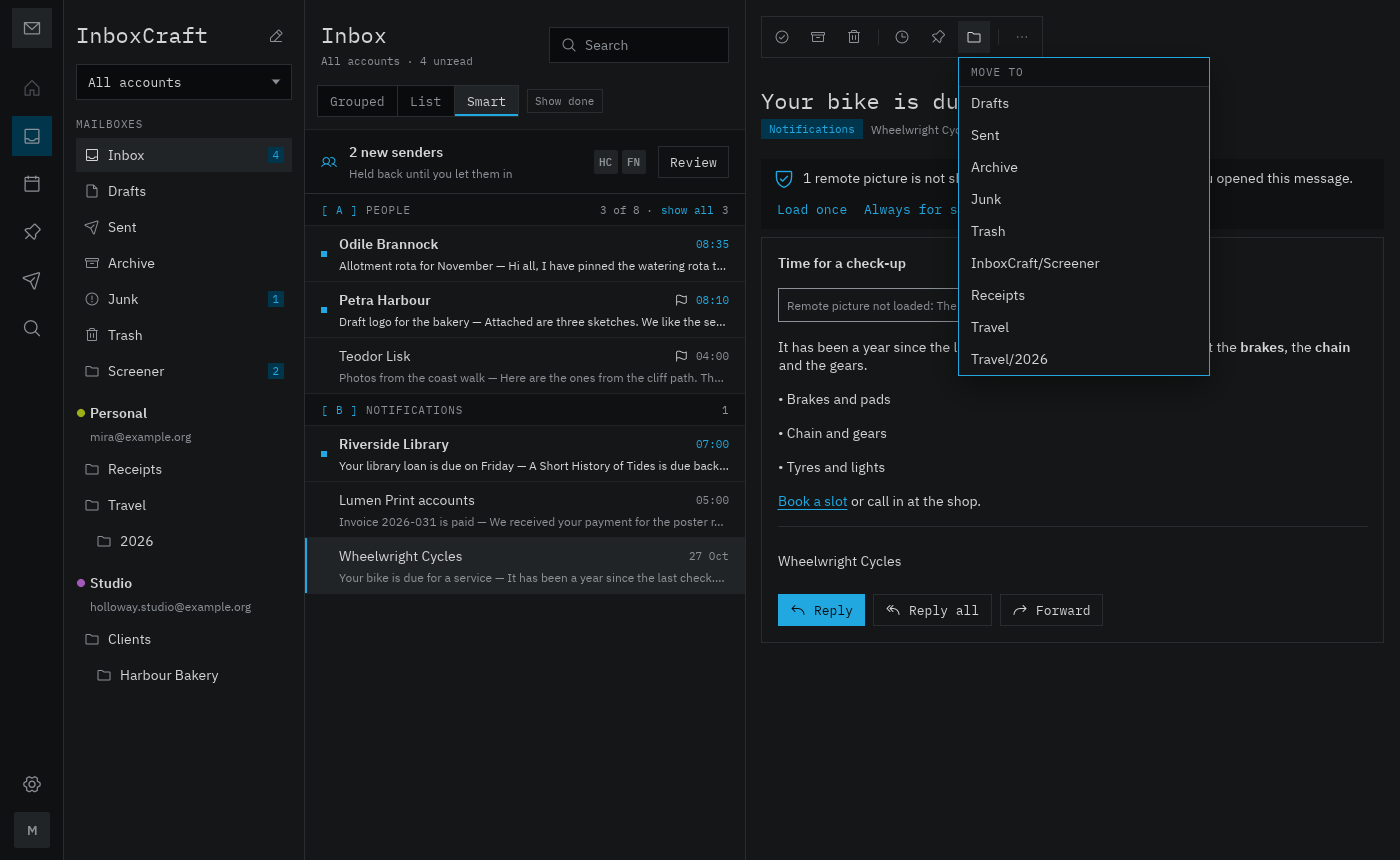 InboxCraft
All accounts
MAILBOXES
Inbox 4
Drafts
Sent
Archive
Junk 1
Trash
Screener 2
Personal
mira@example.org
Receipts
Travel
2026
Studio
holloway.studio@example.org
Clients
Harbour Bakery
M
Inbox
All accounts · 4 unread
Search
Grouped List Smart Show done
2 new senders
Held back until you let them in
HC FN Review
[ A ] PEOPLE 3 of 8 · show all 3
Odile Brannock 08:35
Allotment rota for November — Hi all, I have pinned the watering rota t…
Petra Harbour 08:10
Draft logo for the bakery — Attached are three sketches. We like the se…
Teodor Lisk 04:00
Photos from the coast walk — Here are the ones from the cliff path. Th…
[ B ] NOTIFICATIONS 1
Riverside Library 07:00
Your library loan is due on Friday — A Short History of Tides is due back…
Lumen Print accounts 05:00
Invoice 2026-031 is paid — We received your payment for the poster r…
Wheelwright Cycles 27 Oct
Your bike is due for a service — It has been a year since the last check.…
Your bike is du
Notifications Wheelwright Cyc
1 remote picture is not sh
opened this message.
Load once Always for s
Time for a check-up
Remote picture not loaded: The
It has been a year since the l
t the brakes, the chain
and the gears.
• Brakes and pads
• Chain and gears
• Tyres and lights
Book a slot or call in at the shop.
Wheelwright Cycles
Reply Reply all Forward
MOVE TO
Drafts
Sent
Archive
Junk
Trash
InboxCraft/Screener
Receipts
Travel
Travel/2026